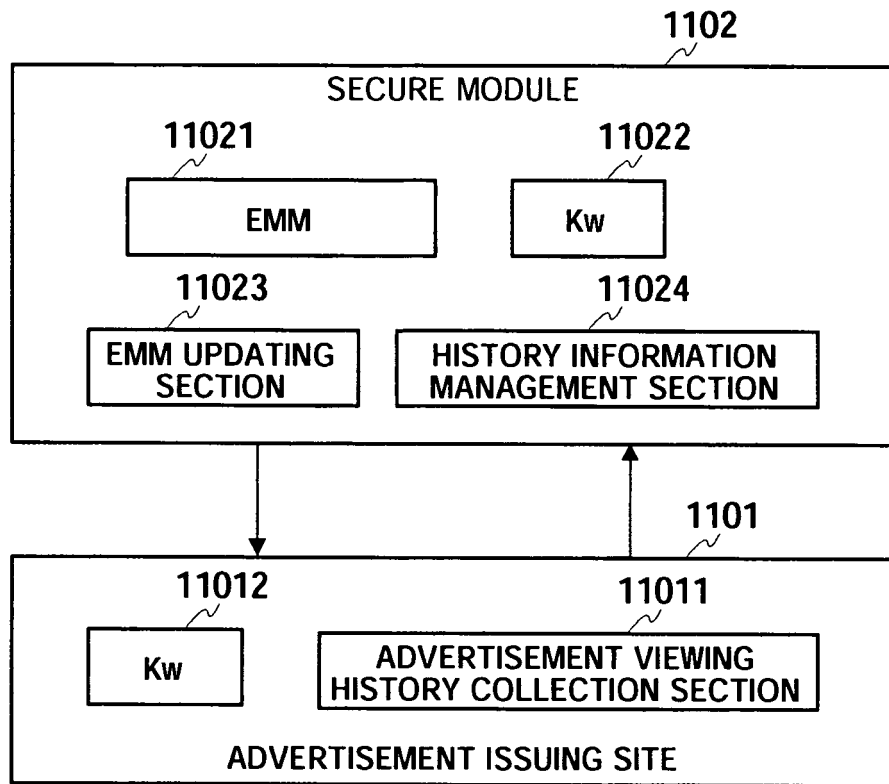 1102
SECURE MODULE
11021
11022
EMM
Kw
11023
11024
EMM UPDATING
SECTION
HISTORY INFORMATION
MANAGEMENT SECTION
1101
11012
11011
Kw
ADVERTISEMENT VIEWING
HISTORY COLLECTION SECTION
ADVERTISEMENT ISSUING SITE